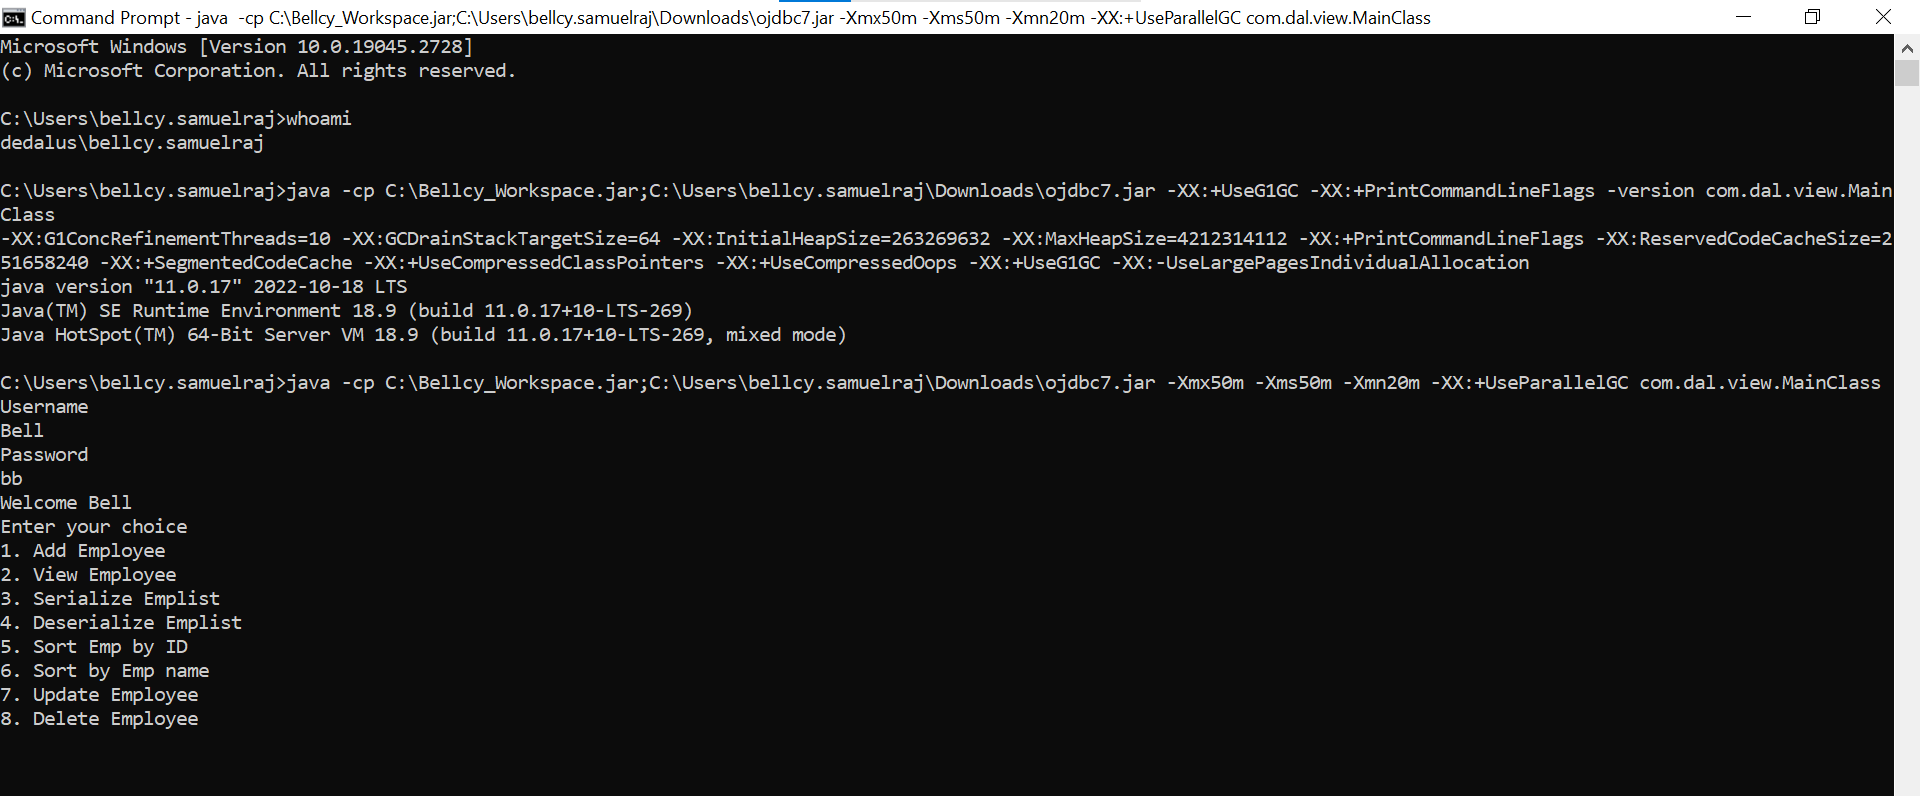 Command Prompt - java  -cp C:\Bellcy_Workspace.jar;C:\Users\bellcy.samuelraj\Downloads\ojdbc7.jar -Xmx50m -Xms50m -Xmn20m -XX:+UseParallelGC com.dal.view.MainClass
Microsoft Windows [Version 10.0.19045.2728]
(c) Microsoft Corporation. All rights reserved.
C:\Users\bellcy.samuelraj>whoami
dedalus\bellcy.samuelraj
C:\Users\bellcy.samuelraj>java -cp C:\Bellcy_Workspace.jar;C:\Users\bellcy.samuelraj\Downloads\ojdbc7.jar -XX:+UseG1GC -XX:+PrintCommandLineFlags -version com.dal.view.Main
Class
-XX:G1ConcRefinementThreads=10 -XX:GCDrainStackTargetSize=64 -XX:InitialHeapSize=263269632 -XX:MaxHeapSize=4212314112 -XX:+PrintCommandLineFlags -XX:ReservedCodeCacheSize=2
51658240 -XX:+SegmentedCodeCache -XX:+UseCompressedClassPointers -XX:+UseCompressedOops -XX:+UseG1GC -XX:-UseLargePagesIndividualAllocation
java version "11.0.17" 2022-10-18 LTS
Java(TM) SE Runtime Environment 18.9 (build 11.0.17+10-LTS-269)
Java HotSpot(TM) 64-Bit Server VM 18.9 (build 11.0.17+10-LTS-269, mixed mode)
C:\Users\bellcy.samuelraj>java -cp C:\Bellcy_Workspace.jar;C:\Users\bellcy.samuelraj\Downloads\ojdbc7.jar -Xmx50m -Xms50m -Xmn20m -XX:+UseParallelGC com.dal.view.MainClass
Username
Bell
Password
bb
Welcome Bell
Enter your choice
1. Add Employee
2. View Employee
3. Serialize Emplist
4. Deserialize Emplist
5. Sort Emp by ID
6. Sort by Emp name
7. Update Employee
8. Delete Employee